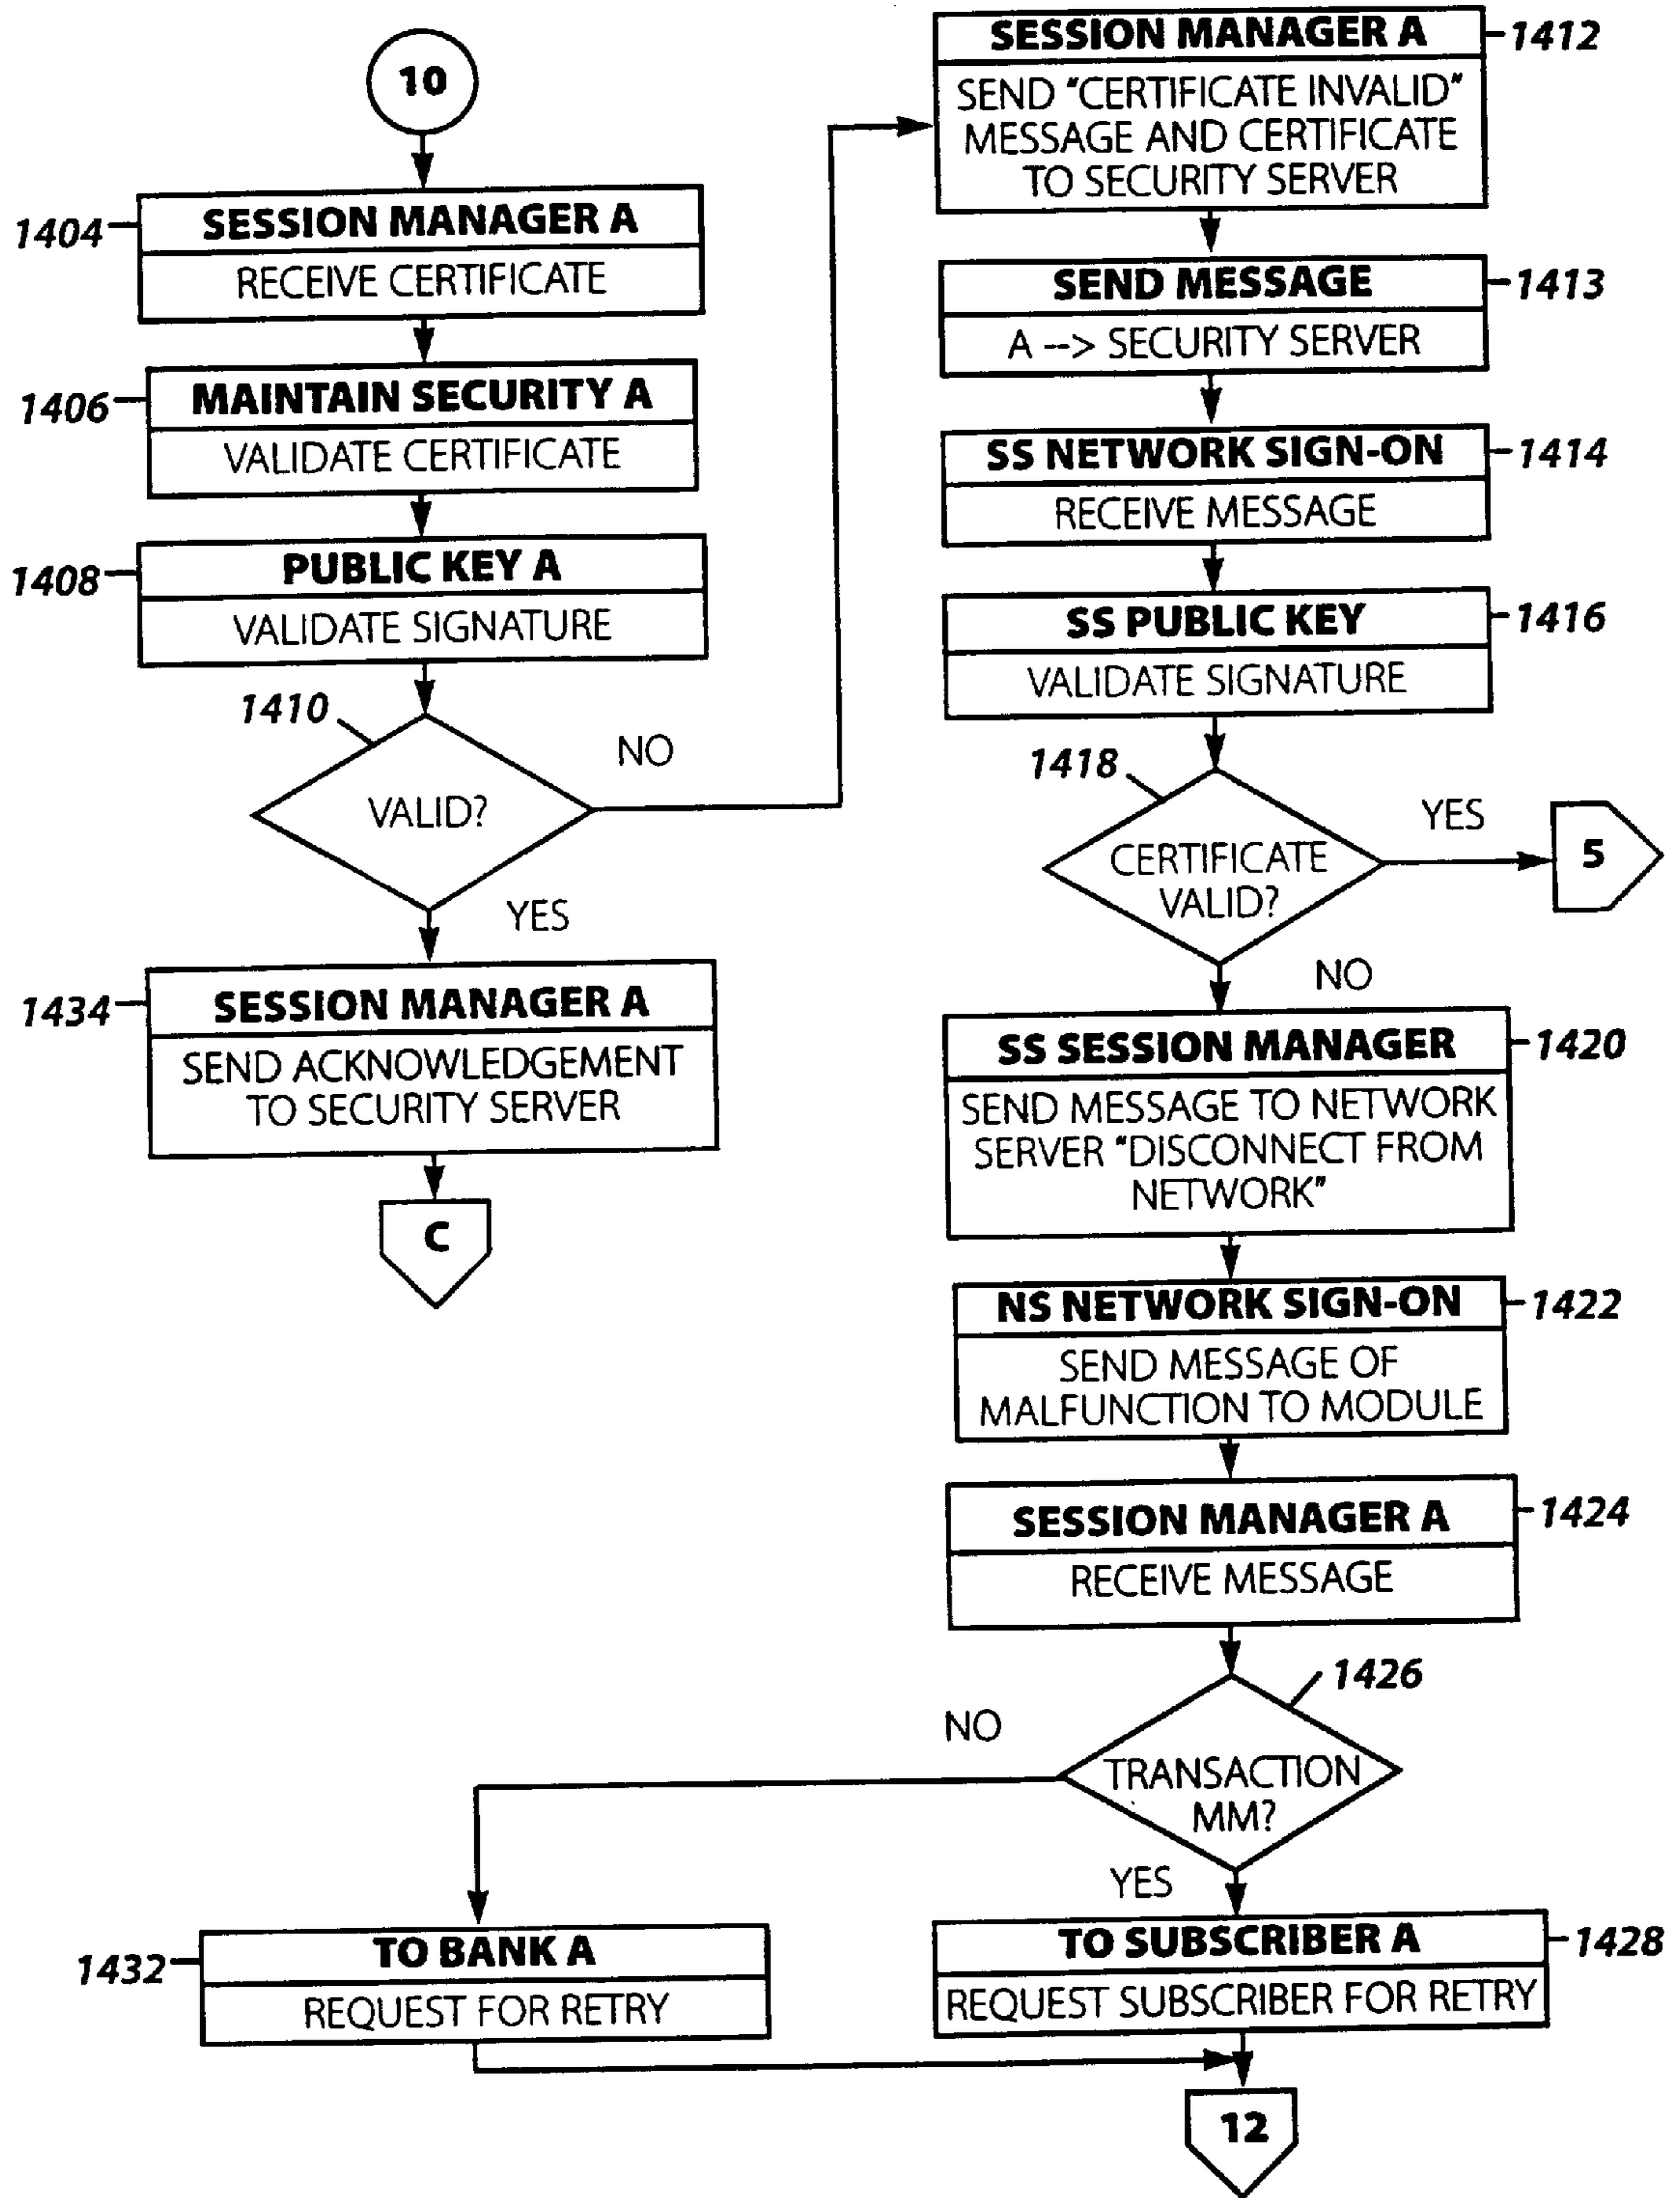 10
1404
SESSION MANAGER A
RECEIVE CERTIFICATE
1406
MAINTAIN SECURITY A
VALIDATE CERTIFICATE
1408
PUBLIC KEY A
VALIDATE SIGNATURE
1410
VALID?
NO
YES
1434
SESSION MANAGER A
SEND ACKNOWLEDGEMENT
TO SECURITY SERVER
C
SESSION MANAGER A
1412
SEND "CERTIFICATE INVALID"
MESSAGE AND CERTIFICATE
TO SECURITY SERVER
SEND MESSAGE
1413
A --> SECURITY SERVER
SS NETWORK SIGN-ON
1414
RECEIVE MESSAGE
SS PUBLIC KEY
1416
VALIDATE SIGNATURE
1418
CERTIFICATE
VALID?
YES
5
NO
SS SESSION MANAGER
1420
SEND MESSAGE TO NETWORK
SERVER "DISCONNECT FROM
NETWORK"
NS NETWORK SIGN-ON
1422
SEND MESSAGE OF
MALFUNCTION TO MODULE
SESSION MANAGER A
1424
RECEIVE MESSAGE
1426
TRANSACTION
MM?
NO
YES
1432
TO BANK A
REQUEST FOR RETRY
TO SUBSCRIBER A
1428
REQUEST SUBSCRIBER FOR RETRY
12